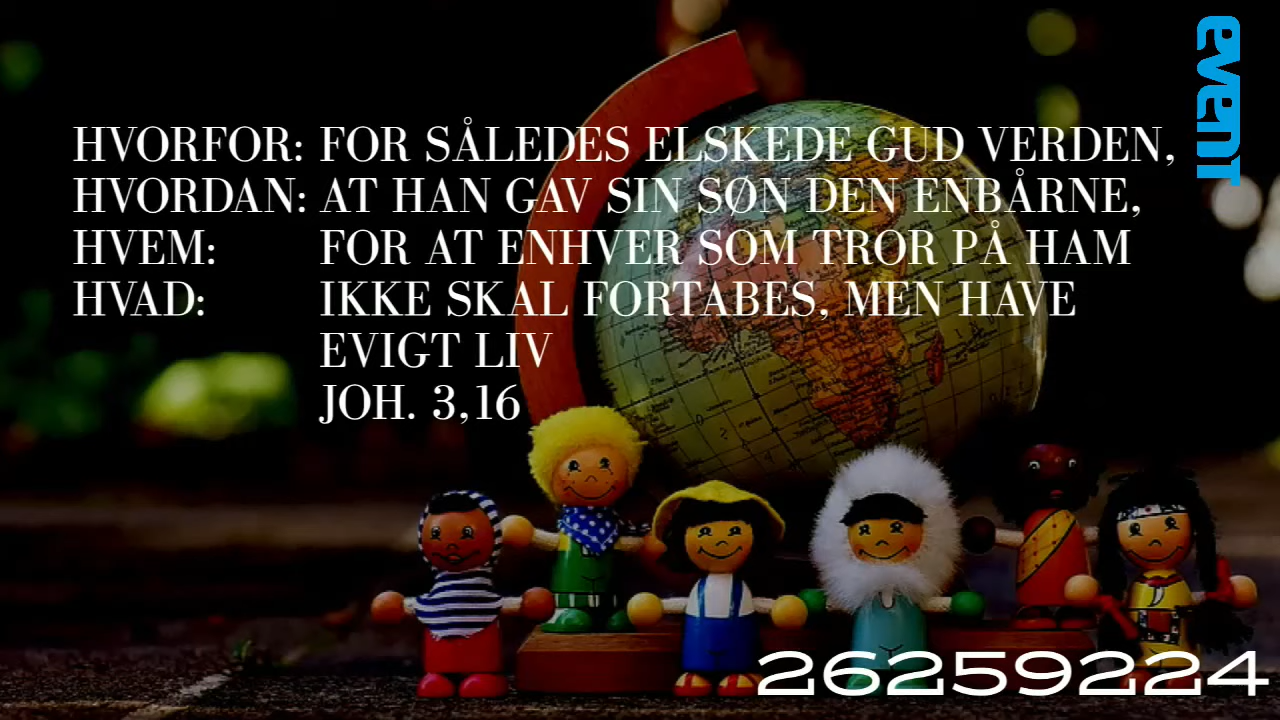 HVORFOR: FOR SÅLEDES ELSKEDE GUD VERDEN,
HVORDAN: AT HAN GAV SIN SØN DEN ENBÅRNE,
HVEM: FOR AT ENHVER SOM TROR PÅ HAM
HVAD: IKKE SKAL FORTABES, MEN HAVE
EVIGT LIV
JOH. 3,16
event
26259224